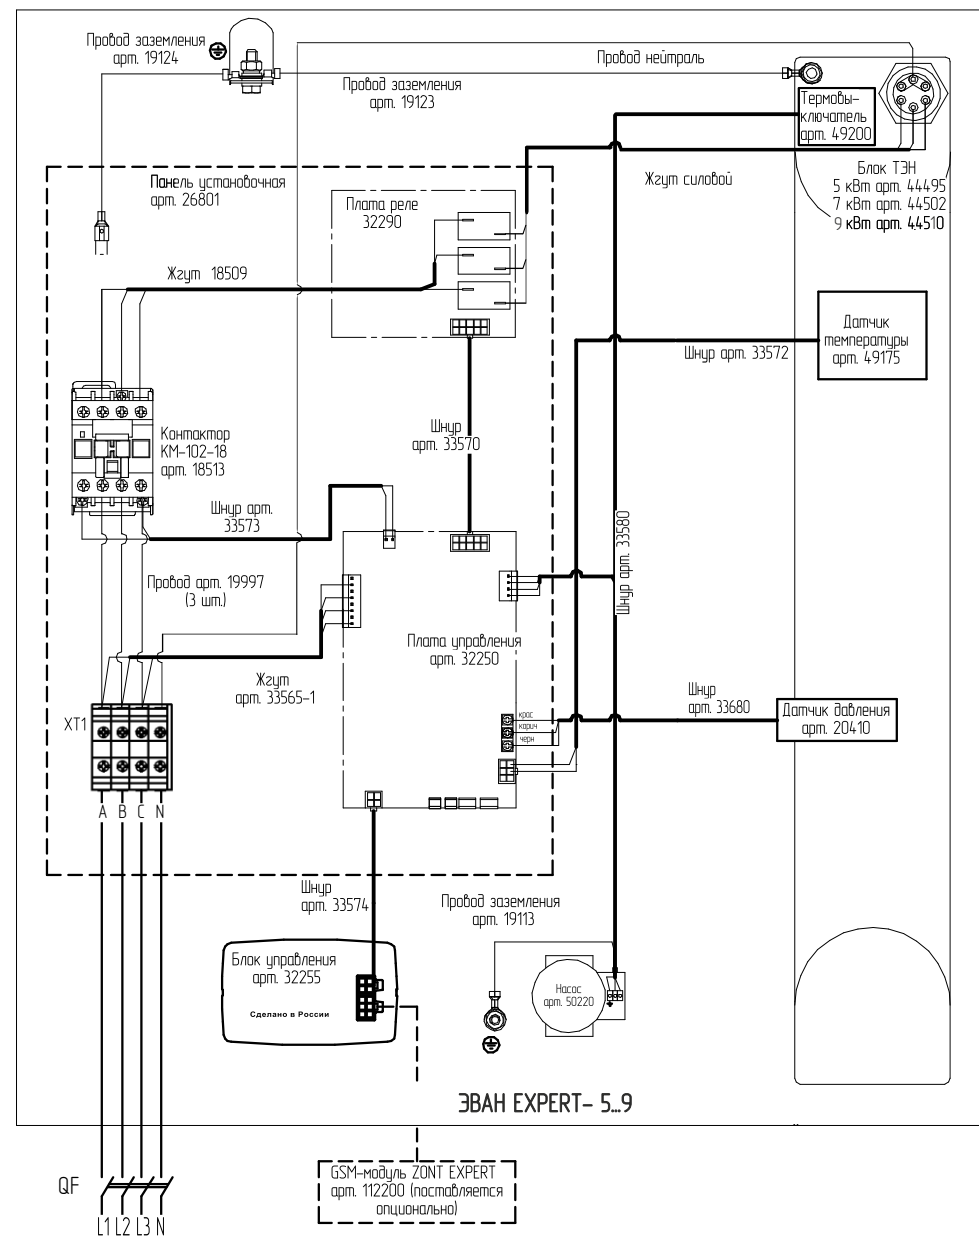 Провод заземления
арт. 19124
Провод нейтраль
Провод заземления
арт. 19123
Термовы-
ключатель
арт. 49200
Блок ТЭН
5 кВт арт. 44495
7 кВт арт. 44502
9 кВт арт. 44510
Жгут силовой
Панель установочная
арт. 26801
Плата реле
32290
Жгут 18509
Датчик
температуры
арт. 49175
Шнур арт. 33572
Шнур
арт. 33570
Контактор
КМ-102-18
арт. 18513
Шнур арт.
33573
Шнур арт. 33580
Провод арт. 19997
(3 шт.)
Плата управления
арт. 32250
Жгут
арт. 33565-1
Шнур
арт. 33680
Датчик давления
арт. 20410
крас
корич
черн
XT1
A B C N
Шнур
арт. 33574
Провод заземления
арт. 19113
Блок управления
арт. 32255
Сделано в России
Насос
арт. 50220
ЭВАН EXPERT- 5...9
GSM-модуль ZONT EXPERT
арт. 112200 (поставляется
опционально)
QF
L1 L2 L3 N